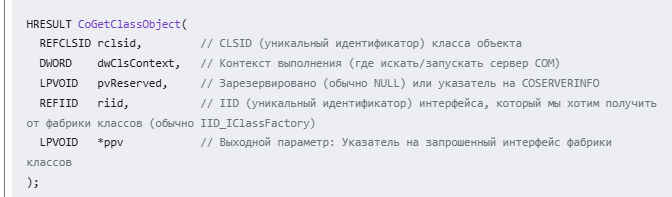 HRESULT CoGetClassObject(
REFCLSID rclsid, // CLSID (уникальный идентификатор) класса объекта
DWORD dwClsContext, // Контекст выполнения (где искать/запускать сервер COM)
LPVOID pvReserved, // Зарезервировано (обычно NULL) или указатель на COSERVERINFO
REFIID riid, // IID (уникальный идентификатор) интерфейса, который мы хотим получить
от фабрики классов (обычно IID_IClassFactory)
LPVOID *ppv // Выходной параметр: Указатель на запрошенный интерфейс фабрики
классов
);